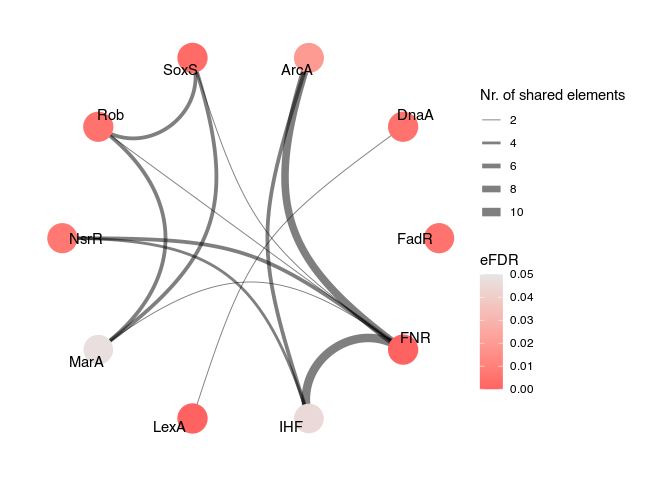 SoxS
ArcA
Rob
DnaA
NsrR
FadR
MarA
FNR
LexA
IHF
Nr. of shared elements
2
4
6
8
10
eFDR
0.05
0.04
0.03
0.02
0.01
0.00